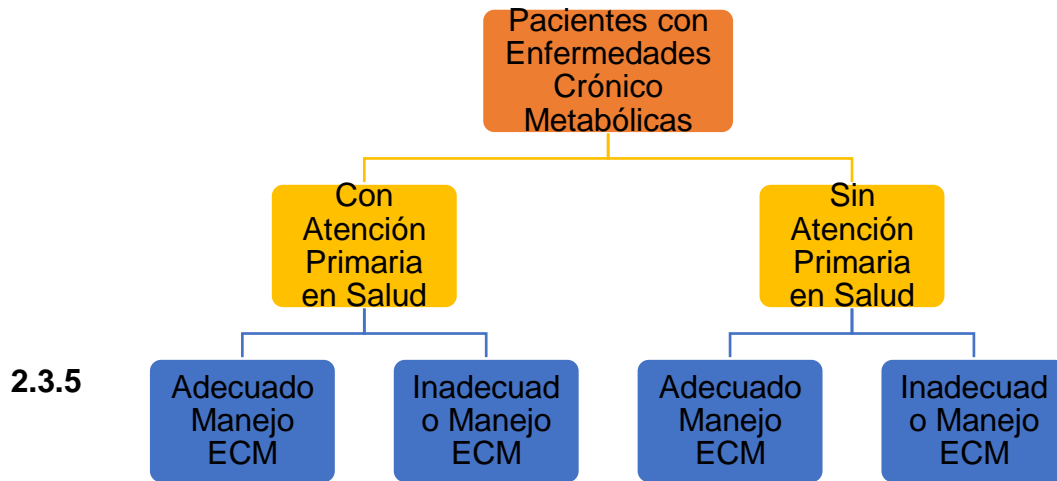 Pacientes con
Enfermedades
Crónico
Metabólicas
Con
Atención
Primaria
en Salud
Sin
Atención
Primaria
en Salud
2.3.5
Adecuado
Manejo
ECM
Inadecuad
o Manejo
ECM
Adecuado
Manejo
ECM
Inadecuad
o Manejo
ECM